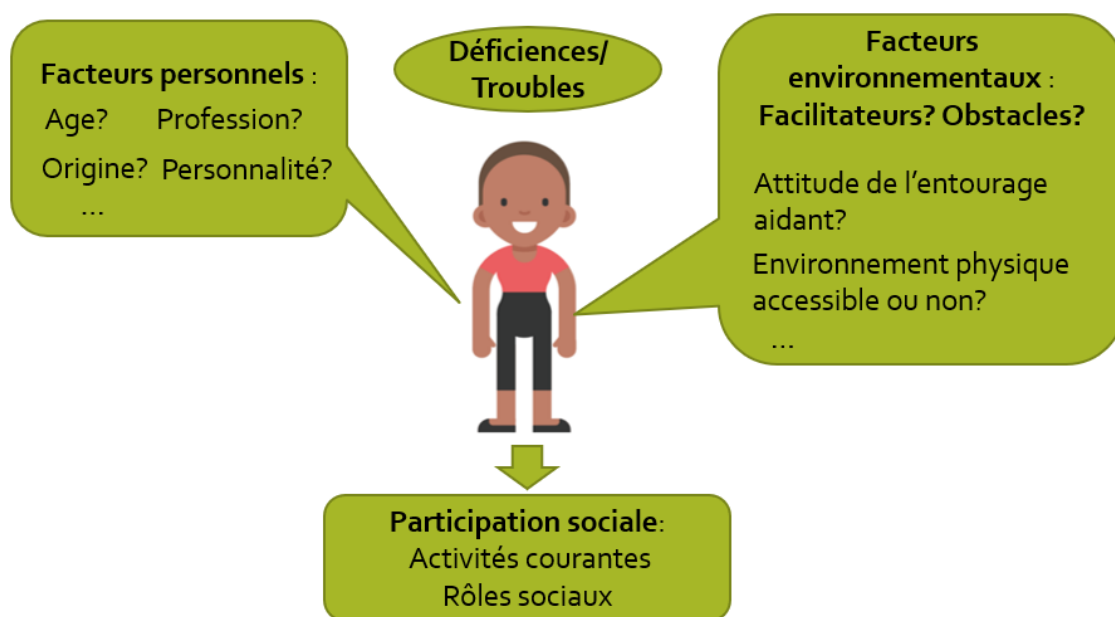 Facteurs personnels :
Age? Profession?
Origine? Personnalité?
...
Déficiences/
Troubles
Facteurs
environnementaux :
Facilitateurs? Obstacles?
Attitude de l’entourage
aidant?
Environnement physique
accessible ou non?
...
Participation sociale:
Activités courantes
Rôles sociaux